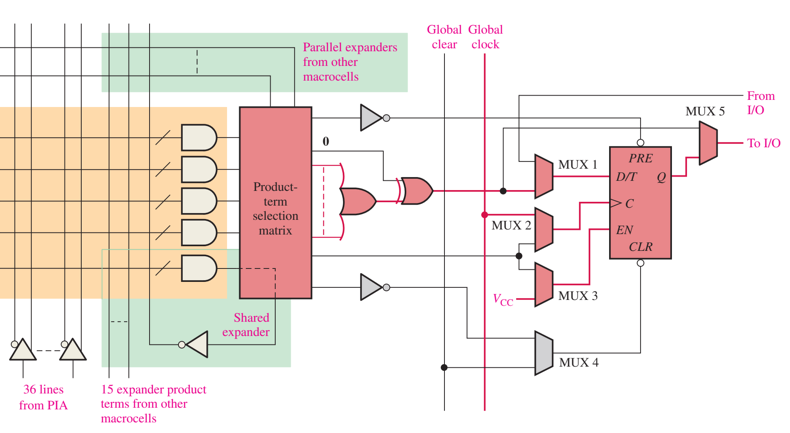 Global Global
clear clock
Parallel expanders
from other
macrocells
From
I/O
MUX 5
0
To I/O
PRE
MUX 1
D/T Q
Product-
term
selection
matrix
C
MUX 2
EN
CLR
VCC
MUX 3
Shared
expander
MUX 4
36 lines
from PIA
15 expander product
terms from other
macrocells